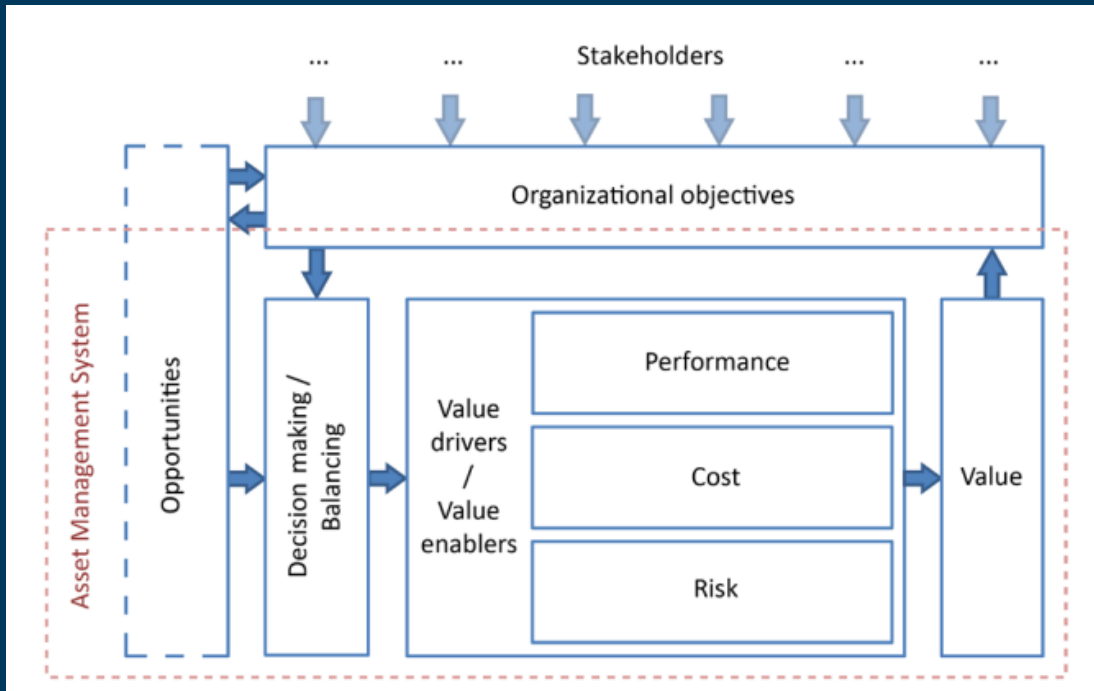 ... ... Stakeholders ... ...
Organizational objectives
Asset Management System
Opportunities
Decision making /
Balancing
Value
drivers
/
Value
enablers
Performance
Cost
Risk
Value